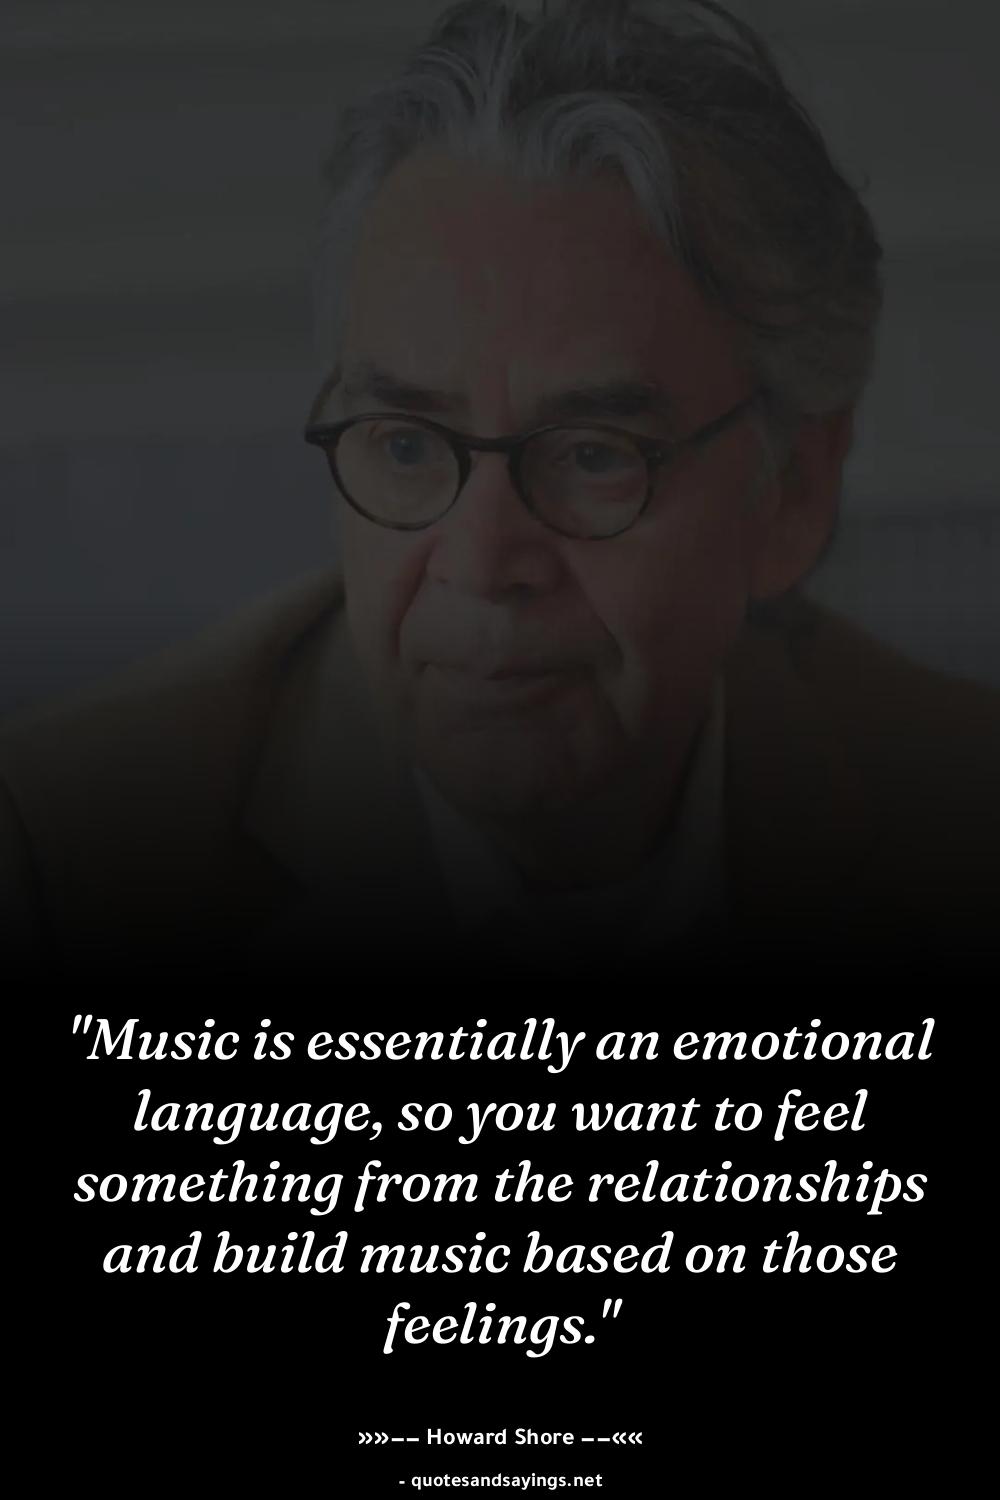 "Music is essentially an emotional
language, so you want to feel
something from the relationships
and build music based on those
feelings."
»»—— Howard Shore ——««
- quotesandsayings.net